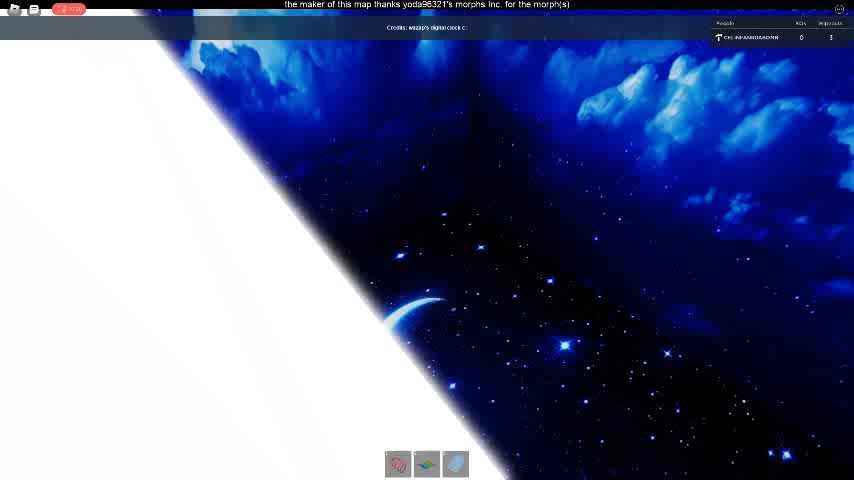 the maker of this map thanks yoda96321's morphs Inc. for the morph(s)
Credits: wazap's digital clock c:
People KOs Wipeouts
0 3